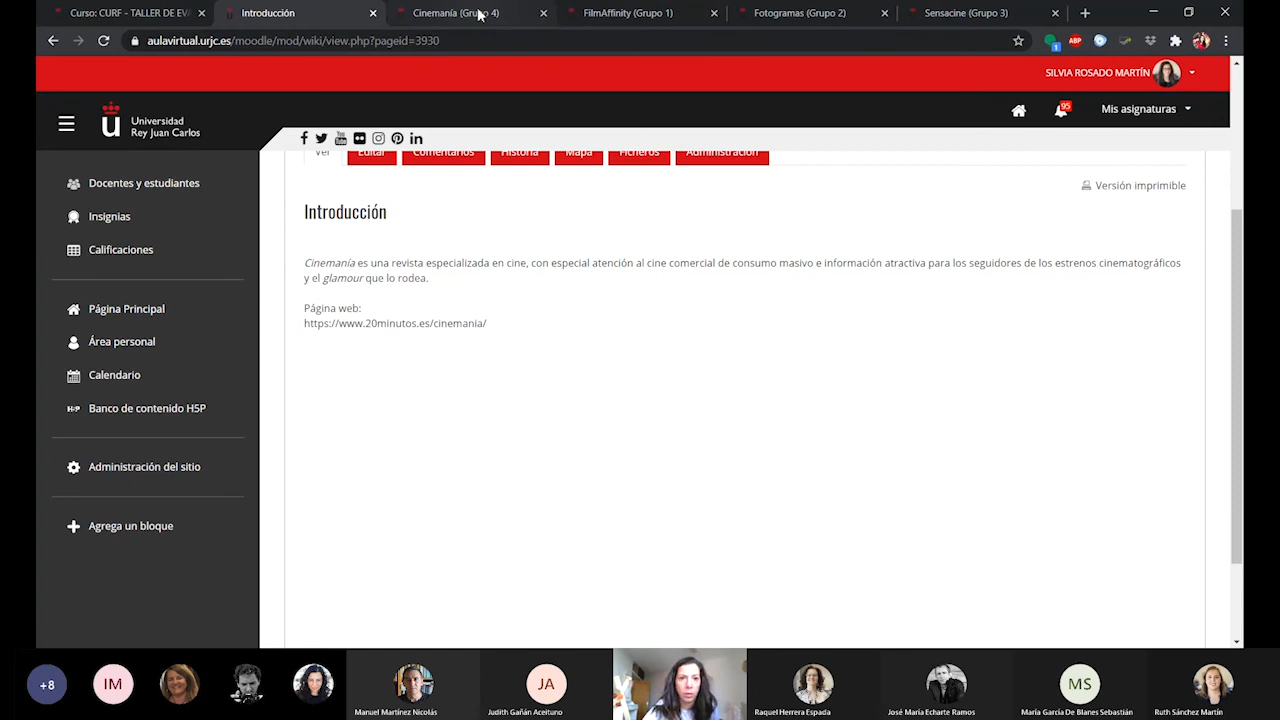 Curso: CURF - TALLER DE EVA
Introducción
Cinemanía (Grupo 4)
FilmAffinity (Grupo 1)
Fotogramas (Grupo 2)
Sensacine (Grupo 3)
aulavirtual.urjc.es/moodle/mod/wiki/view.php?pageid=3930
1
ABP
SILVIA ROSADO MARTÍN
Universidad
Rey Juan Carlos
95
Mis asignaturas
Ver
Editar
Comentarios
Historia
Mapa
Ficheros
Administración
Docentes y estudiantes
Insignias
Calificaciones
Página Principal
Área personal
Calendario
H5P Banco de contenido H5P
Administración del sitio
Agrega un bloque
Versión imprimible
Introducción
Cinemanía es una revista especializada en cine, con especial atención al cine comercial de consumo masivo e información atractiva para los seguidores de los estrenos cinematográficos
y el glamour que lo rodea.
Página web:
https://www.20minutos.es/cinemania/
+8
IM
JA
MS
Manuel Martínez Nicolás
Judith Gañán Aceituno
Raquel Herrera Espada
José María Echarte Ramos
María García De Blanes Sebastián
Ruth Sánchez Martín